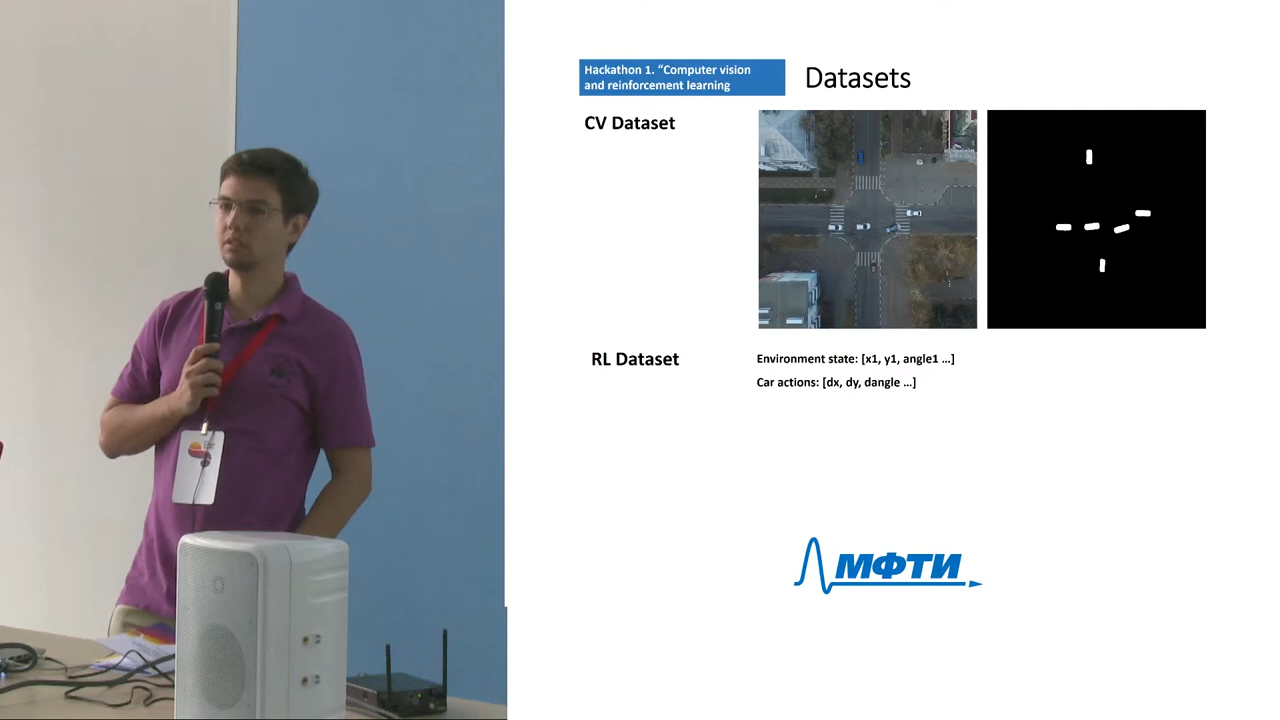 Hackathon 1. “Computer vision
and reinforcement learning
Datasets
CV Dataset
RL Dataset
Environment state: [x1, y1, angle1 …]
Car actions: [dx, dy, dangle …]
МФТИ